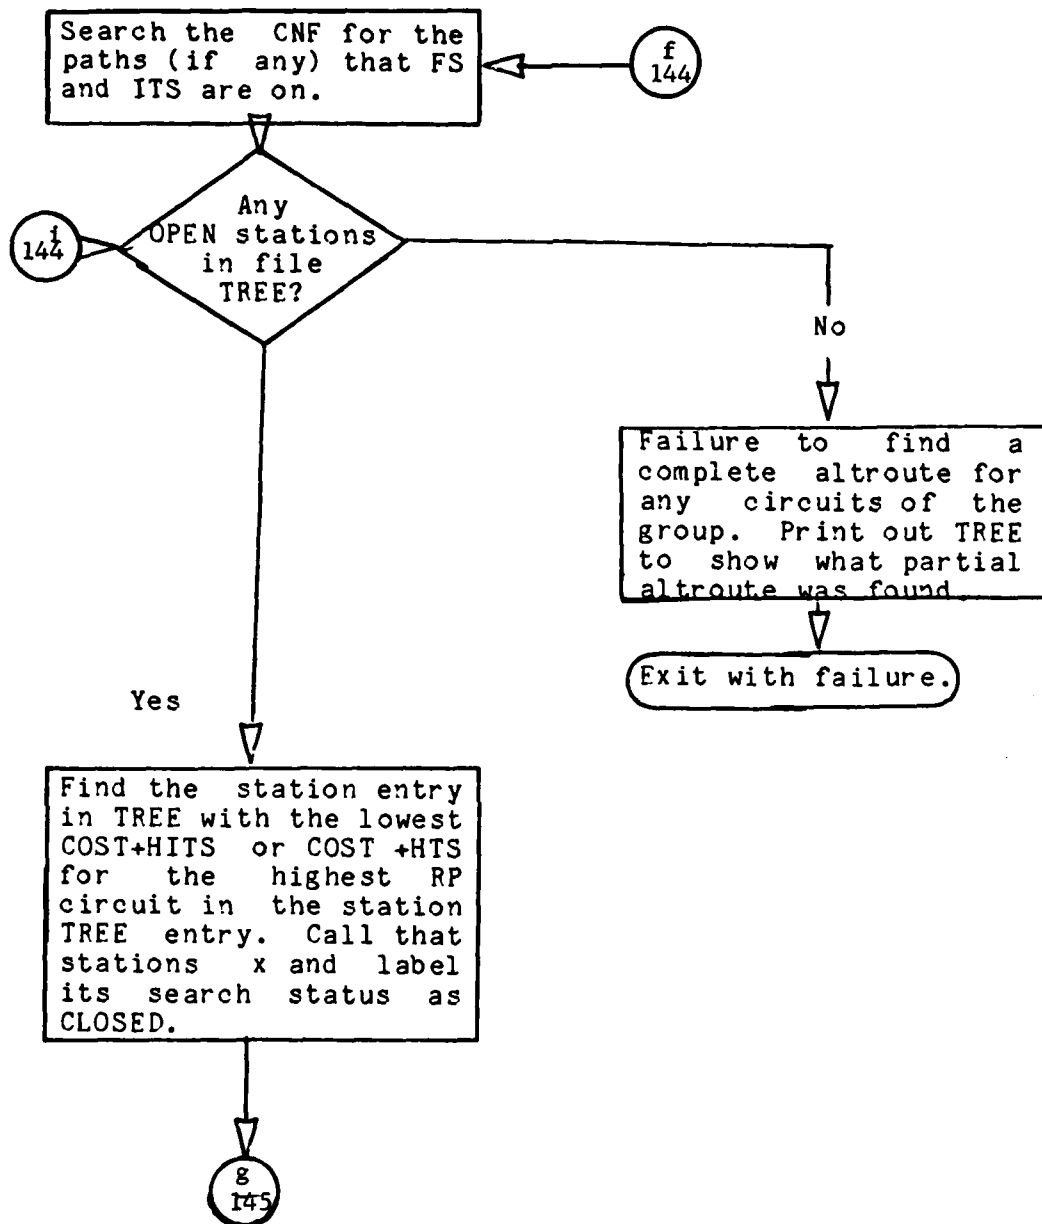 Search the CNF for the
paths (if any) that FS
and ITS are on.
f
144
i
144
Any
OPEN stations
in file
TREE?
No
Failure to find a
complete altroute for
any circuits of the
group. Print out TREE
to show what partial
altroute was found
Exit with failure.
Yes
Find the station entry
in TREE with the lowest
COST+HITS or COST +HTS
for the highest RP
circuit in the station
TREE entry. Call that
stations x and label
its search status as
CLOSED.
g
145